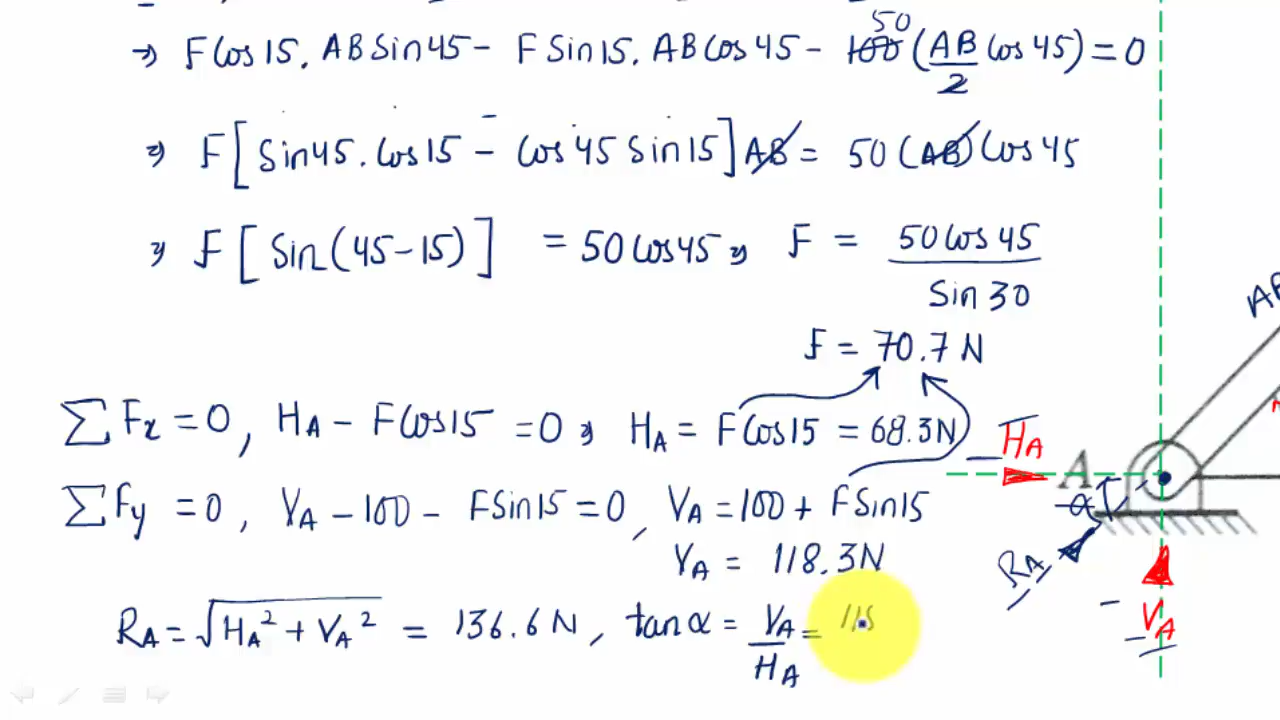 ⇒ F Cos 15 . AB Sin 45 - F Sin 15 . AB Cos 45 - 100 50 (AB/2 Cos 45) = 0
⇒ F [Sin 45 . Cos 15 - Cos 45 Sin 15] AB = 50 (AB) Cos 45
⇒ F [Sin (45 - 15)] = 50 Cos 45 ⇒ F = 50 Cos 45 / Sin 30
F = 70.7 N
∑ Fx = 0, HA - F Cos 15 = 0 ⇒ HA = F Cos 15 = 68.3 N
∑ Fy = 0, VA - 100 - F Sin 15 = 0, VA = 100 + F Sin 15
VA = 118.3 N
RA = √(HA² + VA²) = 136.6 N, tan α = VA / HA = 118
AB
HA
A
α
RA
VA